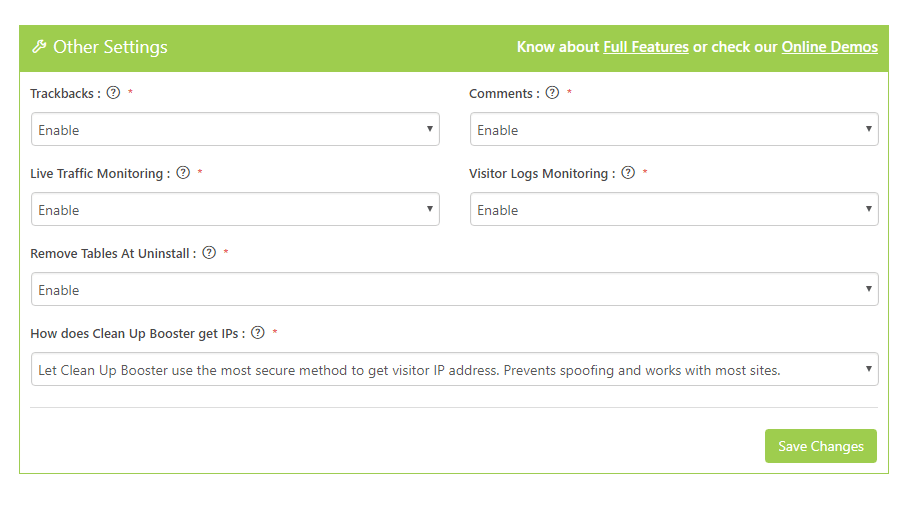 Other Settings
Know about Full Features or check our Online Demos
Trackbacks : ? *
Comments : ? *
Enable
Enable
Live Traffic Monitoring : ? *
Visitor Logs Monitoring : ? *
Enable
Enable
Remove Tables At Uninstall : ? *
Enable
How does Clean Up Booster get IPs : ? *
Let Clean Up Booster use the most secure method to get visitor IP address. Prevents spoofing and works with most sites.
Save Changes